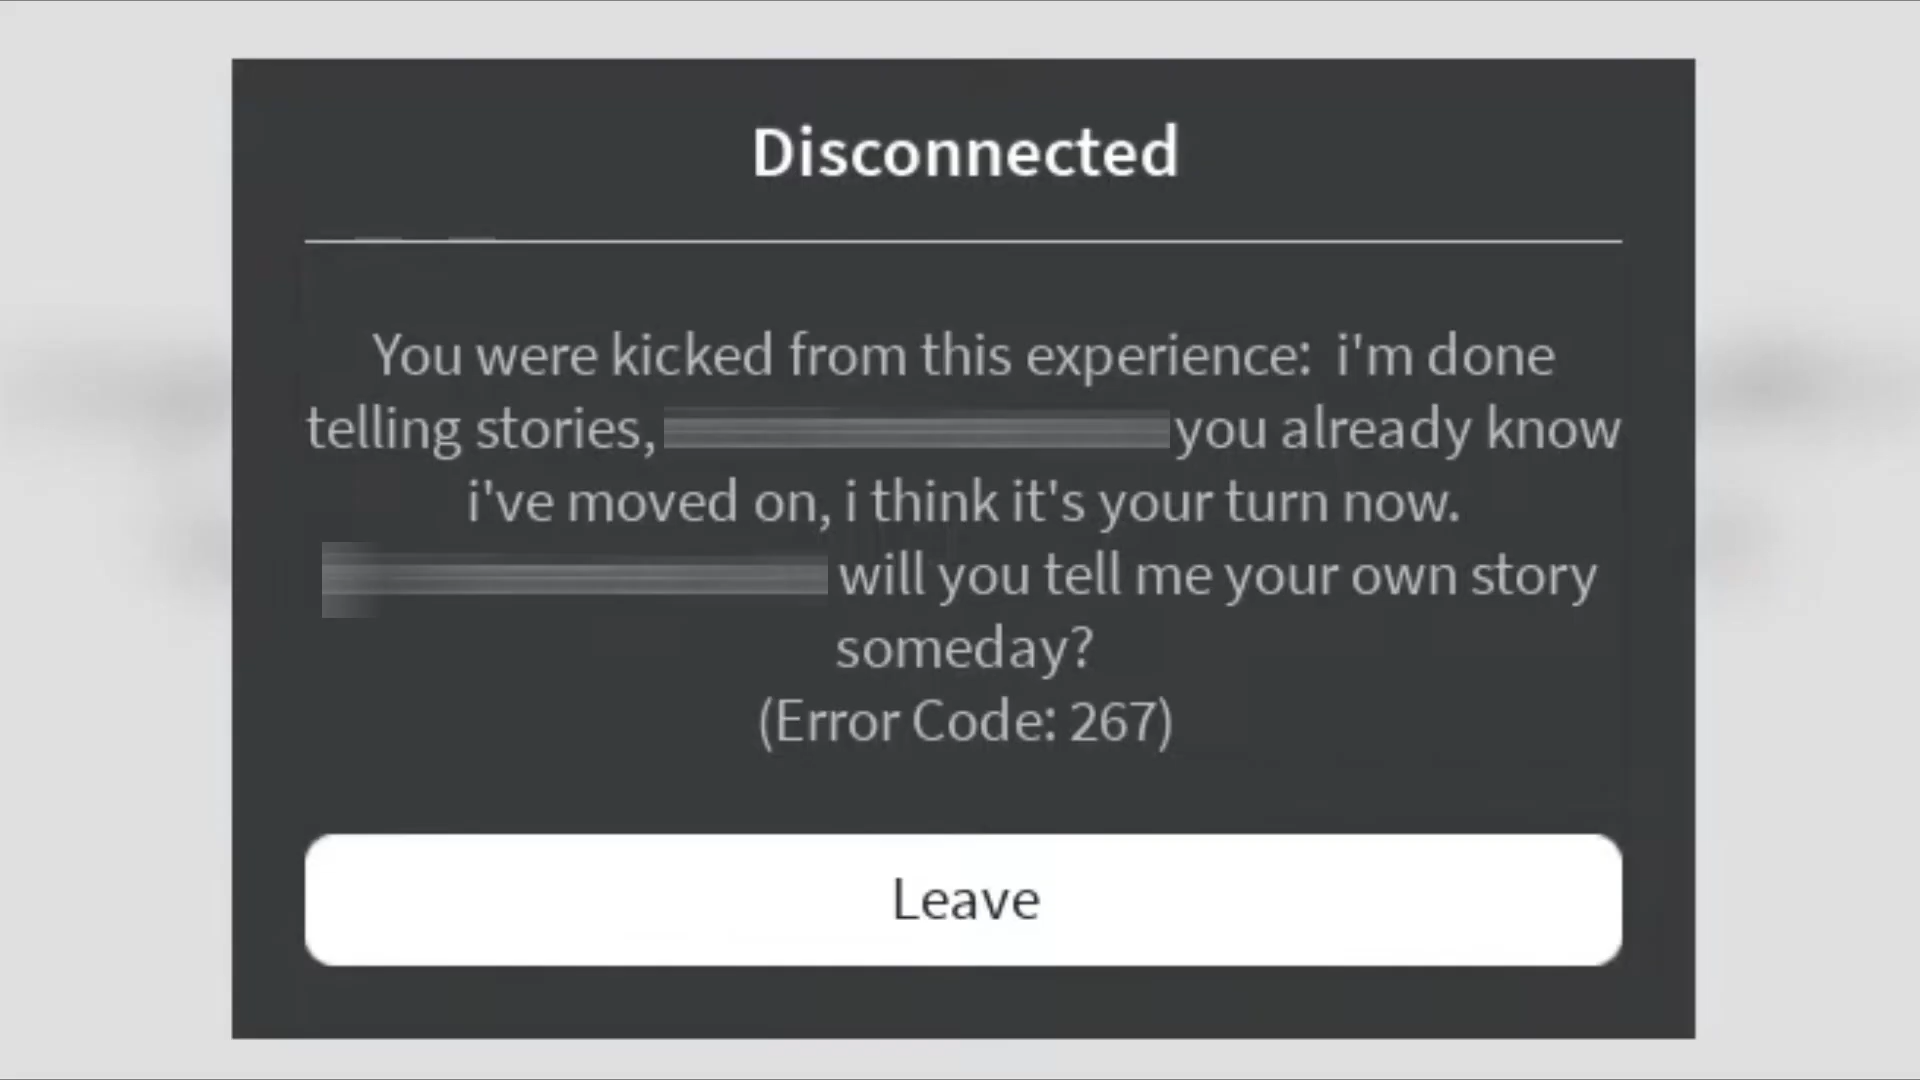 Disconnected
You were kicked from this experience: i'm done
telling stories, you already know
i've moved on, i think it's your turn now.
will you tell me your own story
someday?
(Error Code: 267)
Leave